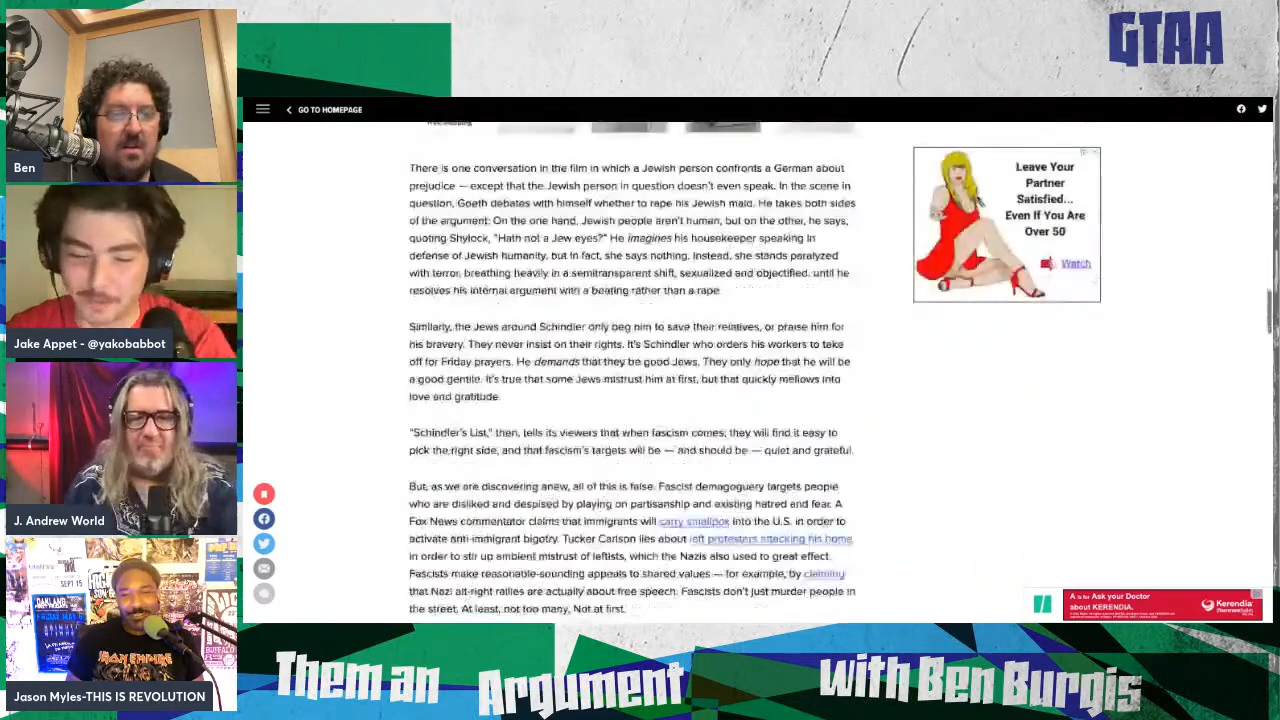 GTAA
GO TO HOMEPAGE
There is one conversation in the film in which a Jewish person confronts a German about
prejudice — except that the Jewish person in question doesn't even speak. In the scene in
question, Goeth debates with himself whether to rape his Jewish maid. He takes both sides
of the argument: On the one hand, Jewish people aren't human, but on the other, he says,
quoting Shylock, "Hath not a Jew eyes?" He imagines his housekeeper speaking in
defense of Jewish humanity, but in fact, she says nothing. Instead, she stands paralyzed
with terror, breathing heavily in a semitransparent shift, sexualized and objectified, until he
resolves his internal argument with a beating rather than a rape.
Similarly, the Jews around Schindler only beg him to save their relatives, or praise him for
his bravery. They never insist on their rights. It's Schindler who orders his workers to take
off for Friday prayers. He demands that they be good Jews. They only hope that he will be
a good gentile. It's true that some Jews mistrust him at first, but that quickly mellows into
love and gratitude.
"Schindler's List," then, tells its viewers that when fascism comes, they will find it easy to
pick the right side, and that fascism's targets will be — and should be — quiet and grateful.
But, as we are discovering anew, all of this is false. Fascist demagoguery targets people
who are disliked and despised by playing on partisanship and existing hatred and fear. A
Fox News commentator claims that immigrants will carry smallpox into the U.S. in order to
activate anti-immigrant bigotry. Tucker Carlson lies about left protesters attacking his home,
in order to stir up ambient mistrust of leftists, which the Nazis also used to great effect.
Fascists make reasonable-sounding appeals to shared values — for example, by claiming
that Nazi alt-right rallies are actually about free speech. Fascists don't just murder people in
the street. At least, not too many. Not at first.
Leave Your
Partner
Satisfied...
Even If You Are
Over 50
Watch
A is for Ask your Doctor
about KERENDIA.
Kerendia
Ben
Jake Appet - @yakobabbot
J. Andrew World
SEPT 15
OAKLAND
FRIDAY MAY 6
BUFFALO
IRON EMPIRE
Jason Myles-THIS IS REVOLUTION
Them an Argument with Ben Burgis